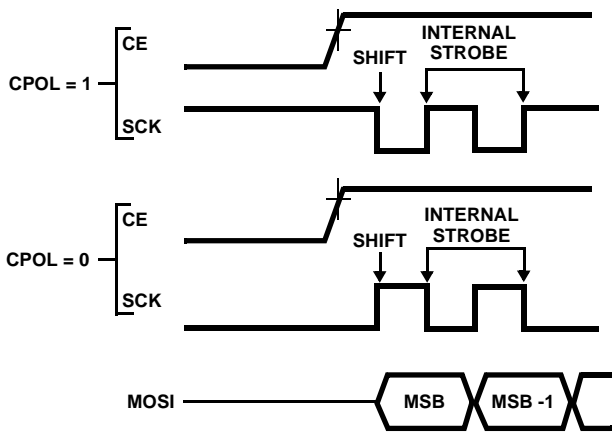 CE
INTERNAL
STROBE
SHIFT
CPOL = 1
SCK
CE
INTERNAL
STROBE
SHIFT
CPOL = 0
SCK
MOSI
MSB
MSB -1